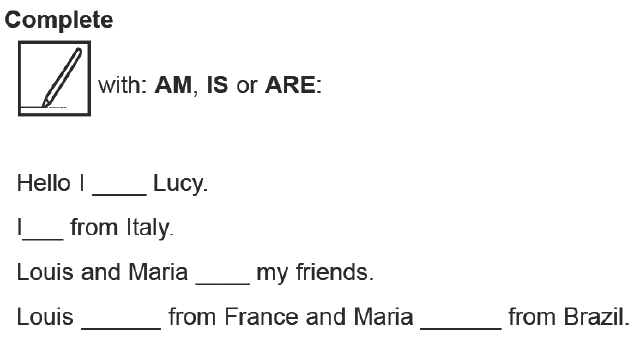 Complete
with: AM, IS or ARE:
Hello I ____ Lucy.
I___ from Italy.
Louis and Maria ____ my friends.
Louis ______ from France and Maria ______ from Brazil.